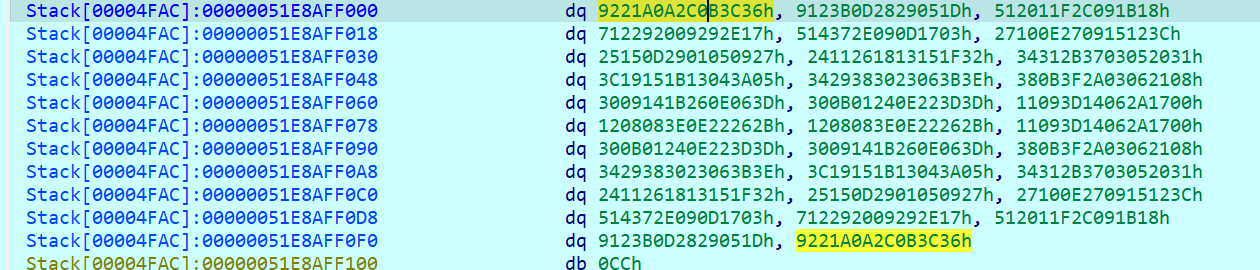 Stack[00004FAC]:00000051E8AFF000 dq 9221A0A2C0B3C36h, 9123B0D2829051Dh, 512011F2C091B18h
Stack[00004FAC]:00000051E8AFF018 dq 712292009292E17h, 514372E090D1703h, 27100E270915123Ch
Stack[00004FAC]:00000051E8AFF030 dq 25150D2901050927h, 2411261813151F32h, 34312B3703052031h
Stack[00004FAC]:00000051E8AFF048 dq 3C19151B13043A05h, 3429383023063B3Eh, 380B3F2A03062108h
Stack[00004FAC]:00000051E8AFF060 dq 3009141B260E063Dh, 300B01240E223D3Dh, 11093D14062A1700h
Stack[00004FAC]:00000051E8AFF078 dq 1208083E0E22262Bh, 1208083E0E22262Bh, 11093D14062A1700h
Stack[00004FAC]:00000051E8AFF090 dq 300B01240E223D3Dh, 3009141B260E063Dh, 380B3F2A03062108h
Stack[00004FAC]:00000051E8AFF0A8 dq 3429383023063B3Eh, 3C19151B13043A05h, 34312B3703052031h
Stack[00004FAC]:00000051E8AFF0C0 dq 2411261813151F32h, 25150D2901050927h, 27100E270915123Ch
Stack[00004FAC]:00000051E8AFF0D8 dq 514372E090D1703h, 712292009292E17h, 512011F2C091B18h
Stack[00004FAC]:00000051E8AFF0F0 dq 9123B0D2829051Dh, 9221A0A2C0B3C36h
Stack[00004FAC]:00000051E8AFF100 db 0CCh